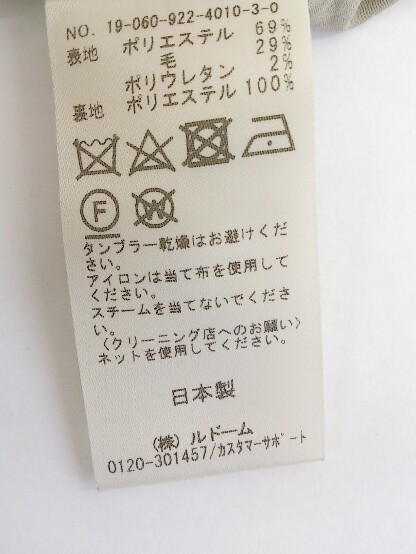 NO. 19-060-922-4010-3-0
表地 ポリエステル 69%
毛 29%
ポリウレタン 2%
裏地 ポリエステル 100%
F W
タンブラー乾燥はお避けくだ
さい。
アイロンは当て布を使用して
ください。
スチームを当てないでくださ
い。
〈クリーニング店へのお願い〉
ネットを使用してください。
日本製
(株) ルドーム
0120-301457/カスタマーサポート